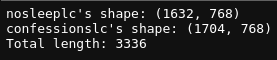 nosleeplc's shape: (1632, 768)
confessionslc's shape: (1704, 768)
Total length: 3336